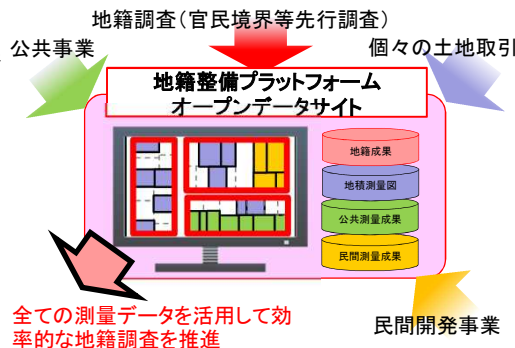 地籍調査（官民境界等先行調査）
公共事業
個々の土地取引
地籍整備プラットフォーム
オープンデータサイト
地籍成果
地積測量図
公共測量成果
民間測量成果
全ての測量データを活用して効
率的な地籍調査を推進
民間開発事業